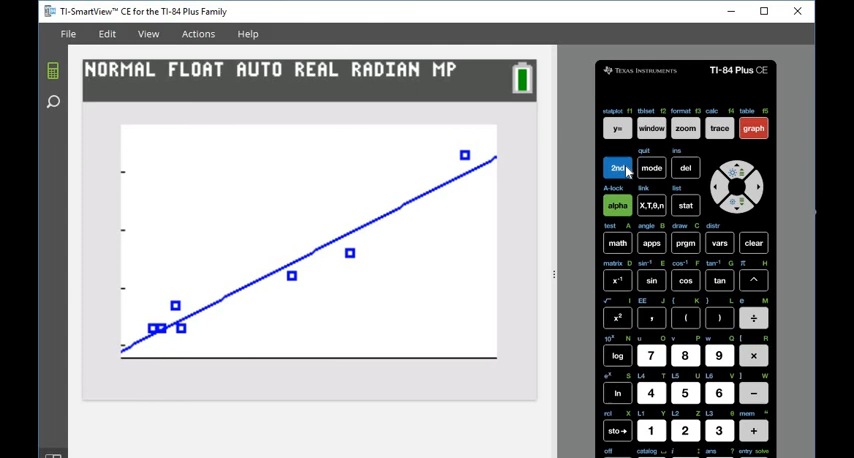 TI-SmartView™ CE for the TI-84 Plus Family
File Edit View Actions Help
NORMAL FLOAT AUTO REAL RADIAN MP
TEXAS INSTRUMENTS TI-84 Plus CE
statplot f1 tblset f2 format f3 calc f4 table f5
y= window zoom trace graph
quit ins
2nd mode del
A-lock link list
alpha X,T,θ,n stat
test A angle B draw C distr
math apps prgm vars clear
matrix D sin⁻¹ E cos⁻¹ F tan⁻¹ G π H
x⁻¹ sin cos tan ^
√‾ I EE J { K } L e M
x² , ( ) ÷
10ˣ N u O v P w Q [ R
log 7 8 9 ×
eˣ S L4 T L5 U L6 V ] W
ln 4 5 6 −
rcl X L1 Y L2 Z L3 θ mem "
sto→ 1 2 3 +
off catalog ⎵ i : ans ? entry solve